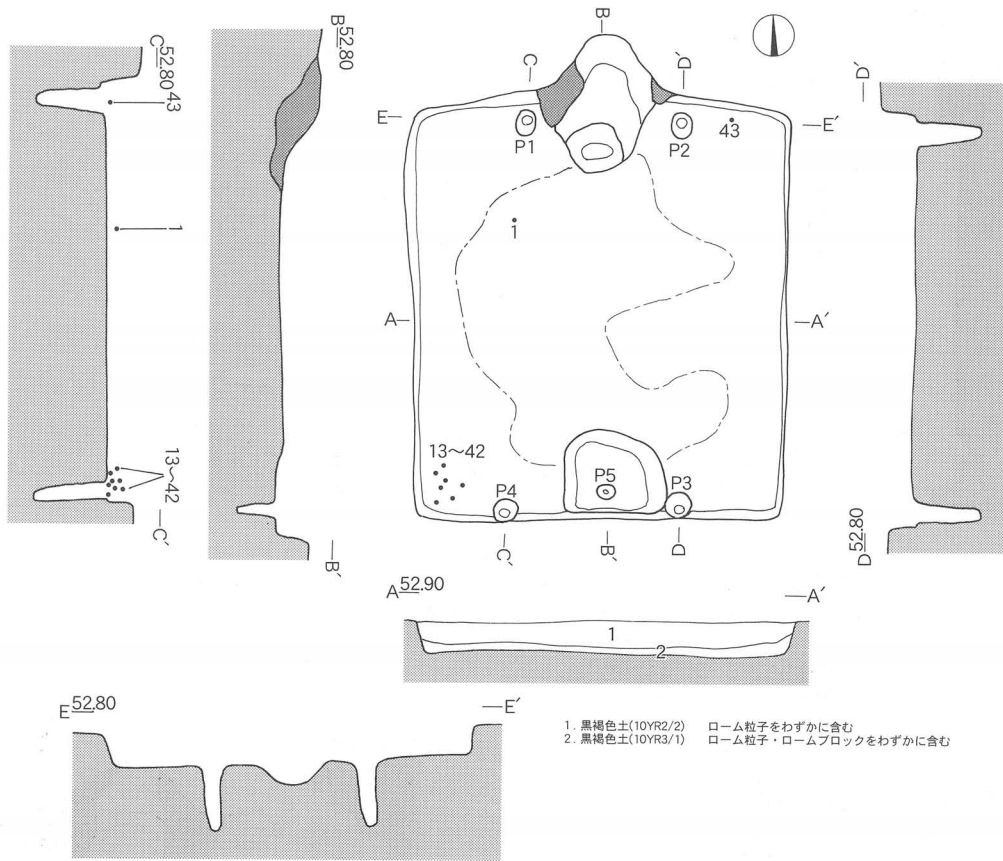 C 52.80
43
1
13～42
C′
B 52.80
B′
B
C
D′
E
E′
P1
P2
43
1
A
A′
13～42
P4
P5
P3
C′
B′
D
D′
D 52.80
A 52.90
A′
1
2
E 52.80
E′
1. 黒褐色土(10YR2/2) ローム粒子をわずかに含む
2. 黒褐色土(10YR3/1) ローム粒子・ロームブロックをわずかに含む